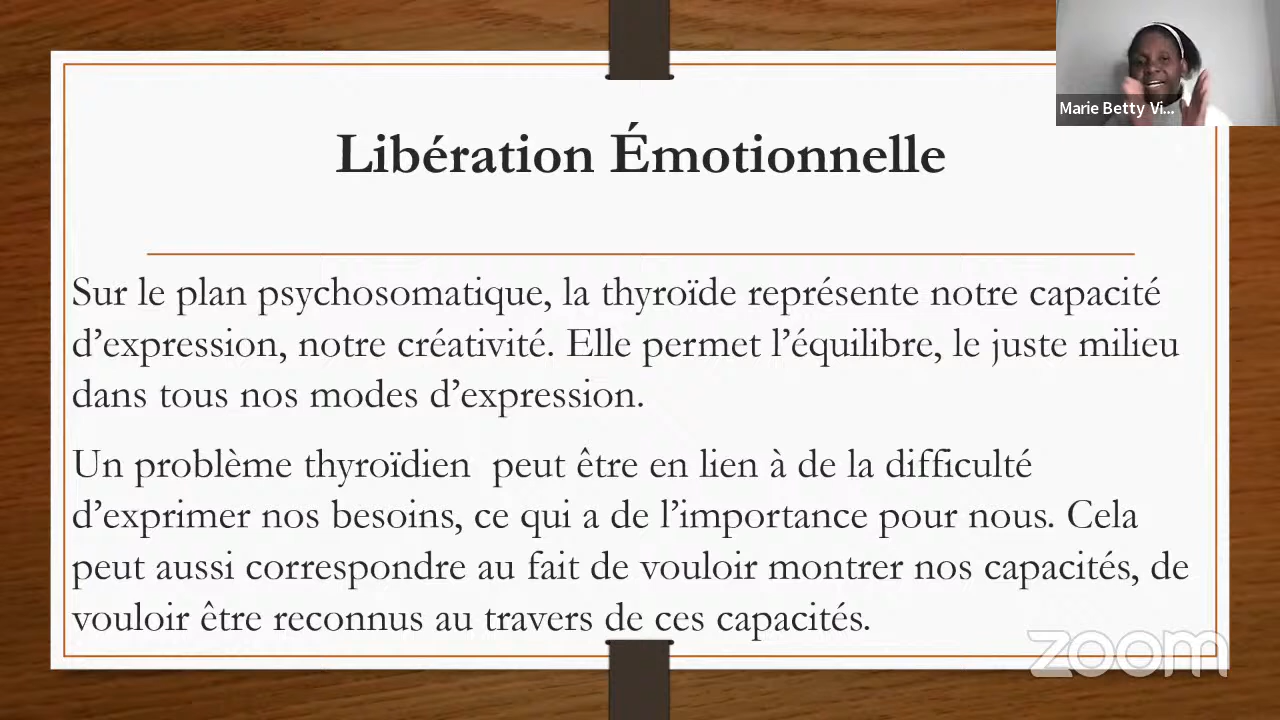 Marie Betty Vi...
Libération Émotionnelle
Sur le plan psychosomatique, la thyroïde représente notre capacité
d’expression, notre créativité. Elle permet l’équilibre, le juste milieu
dans tous nos modes d’expression.
Un problème thyroïdien  peut être en lien à de la difficulté
d’exprimer nos besoins, ce qui a de l’importance pour nous. Cela
peut aussi correspondre au fait de vouloir montrer nos capacités, de
vouloir être reconnus au travers de ces capacités.
zoom